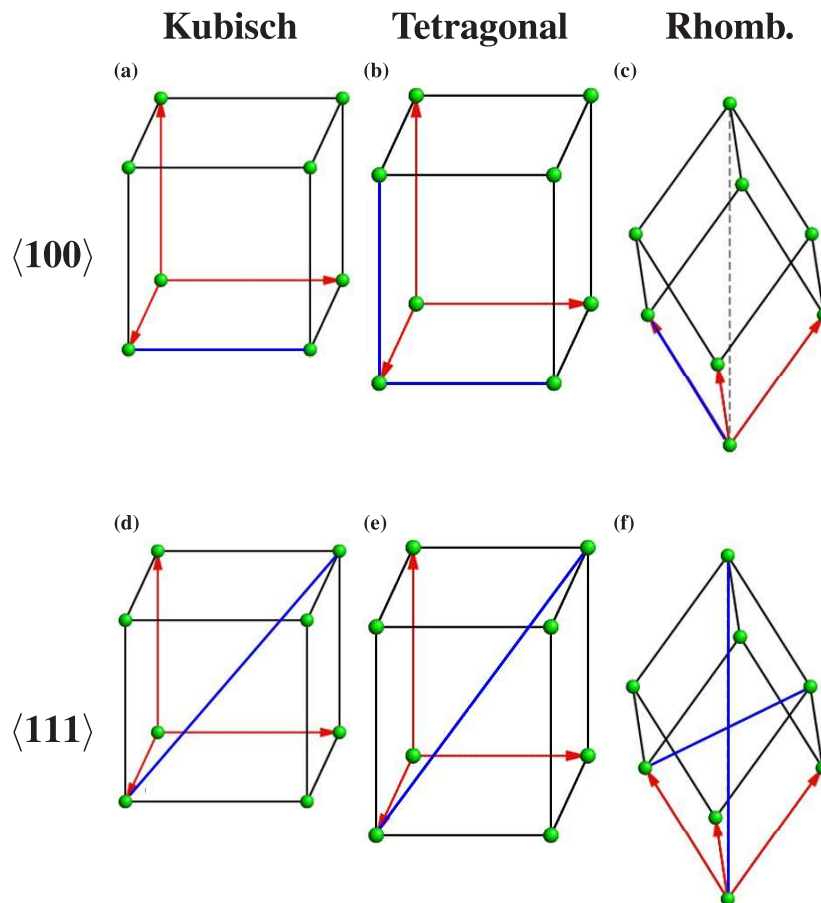 Kubisch Tetragonal Rhomb.
(a) (b) (c)
⟨100⟩
(d) (e) (f)
⟨111⟩